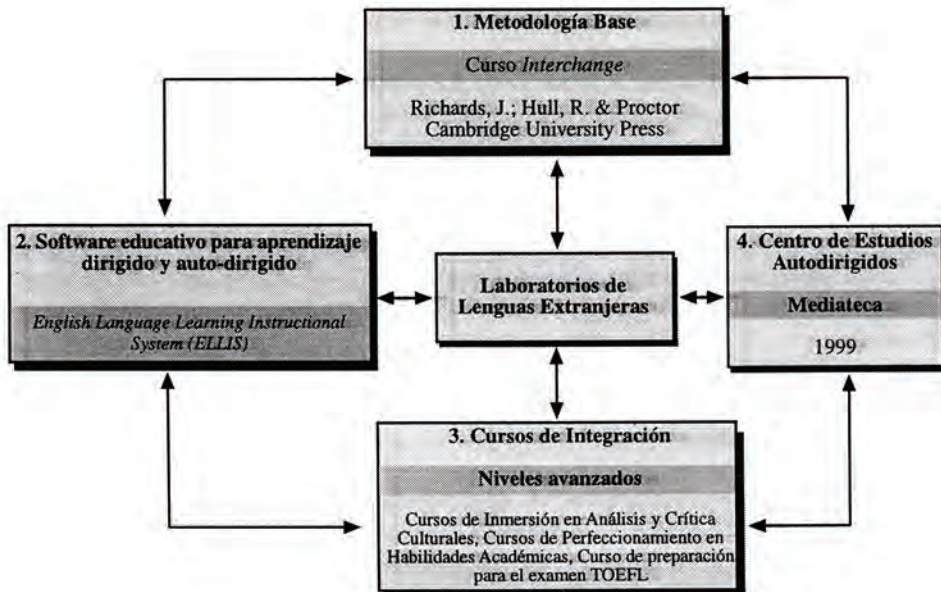 1. Metodología Base
Curso Interchange
Richards, J.; Hull, R. & Proctor
Cambridge University Press
2. Software educativo para aprendizaje
dirigido y auto-dirigido
English Language Learning Instructional
System (ELLIS)
Laboratorios de
Lenguas Extranjeras
4. Centro de Estudios
Autodirigidos
Mediateca
1999
3. Cursos de Integración
Niveles avanzados
Cursos de Inmersión en Análisis y Crítica
Culturales, Cursos de Perfeccionamiento en
Habilidades Académicas, Curso de preparación
para el examen TOEFL